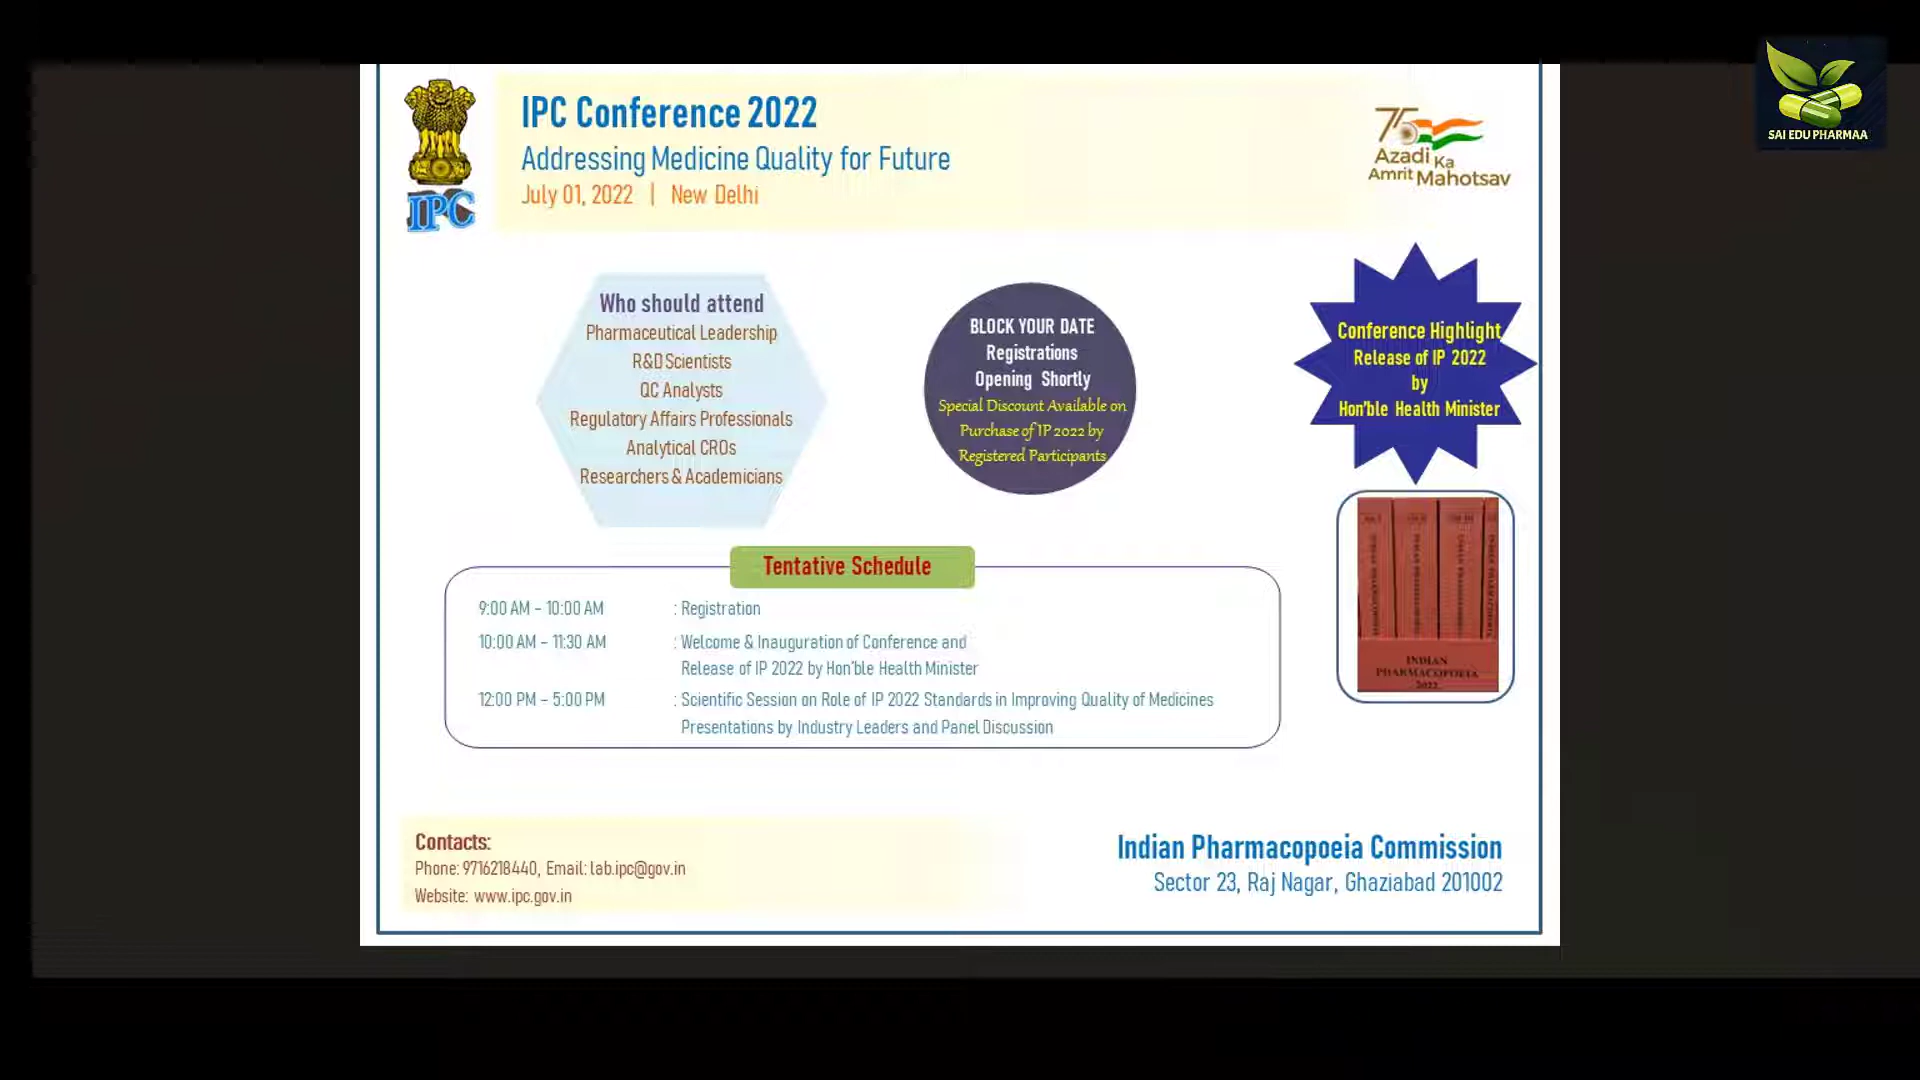 IPC Conference 2022
Addressing Medicine Quality for Future
July 01, 2022 | New Delhi
IPC
75
Azadi Ka
Amrit Mahotsav
SAI EDU PHARMAA
Who should attend
Pharmaceutical Leadership
R&D Scientists
QC Analysts
Regulatory Affairs Professionals
Analytical CROs
Researchers & Academicians
BLOCK YOUR DATE
Registrations
Opening Shortly
Special Discount Available on
Purchase of IP 2022 by
Registered Participants
Conference Highlight
Release of IP 2022
by
Hon'ble Health Minister
INDIAN
PHARMACOPOEIA
2022
Tentative Schedule
9:00 AM - 10:00 AM : Registration
10:00 AM - 11:30 AM : Welcome & Inauguration of Conference and
Release of IP 2022 by Hon'ble Health Minister
12:00 PM - 5:00 PM : Scientific Session on Role of IP 2022 Standards in Improving Quality of Medicines
Presentations by Industry Leaders and Panel Discussion
Contacts:
Phone: 9716218440, Email: lab.ipc@gov.in
Website: www.ipc.gov.in
Indian Pharmacopoeia Commission
Sector 23, Raj Nagar, Ghaziabad 201002